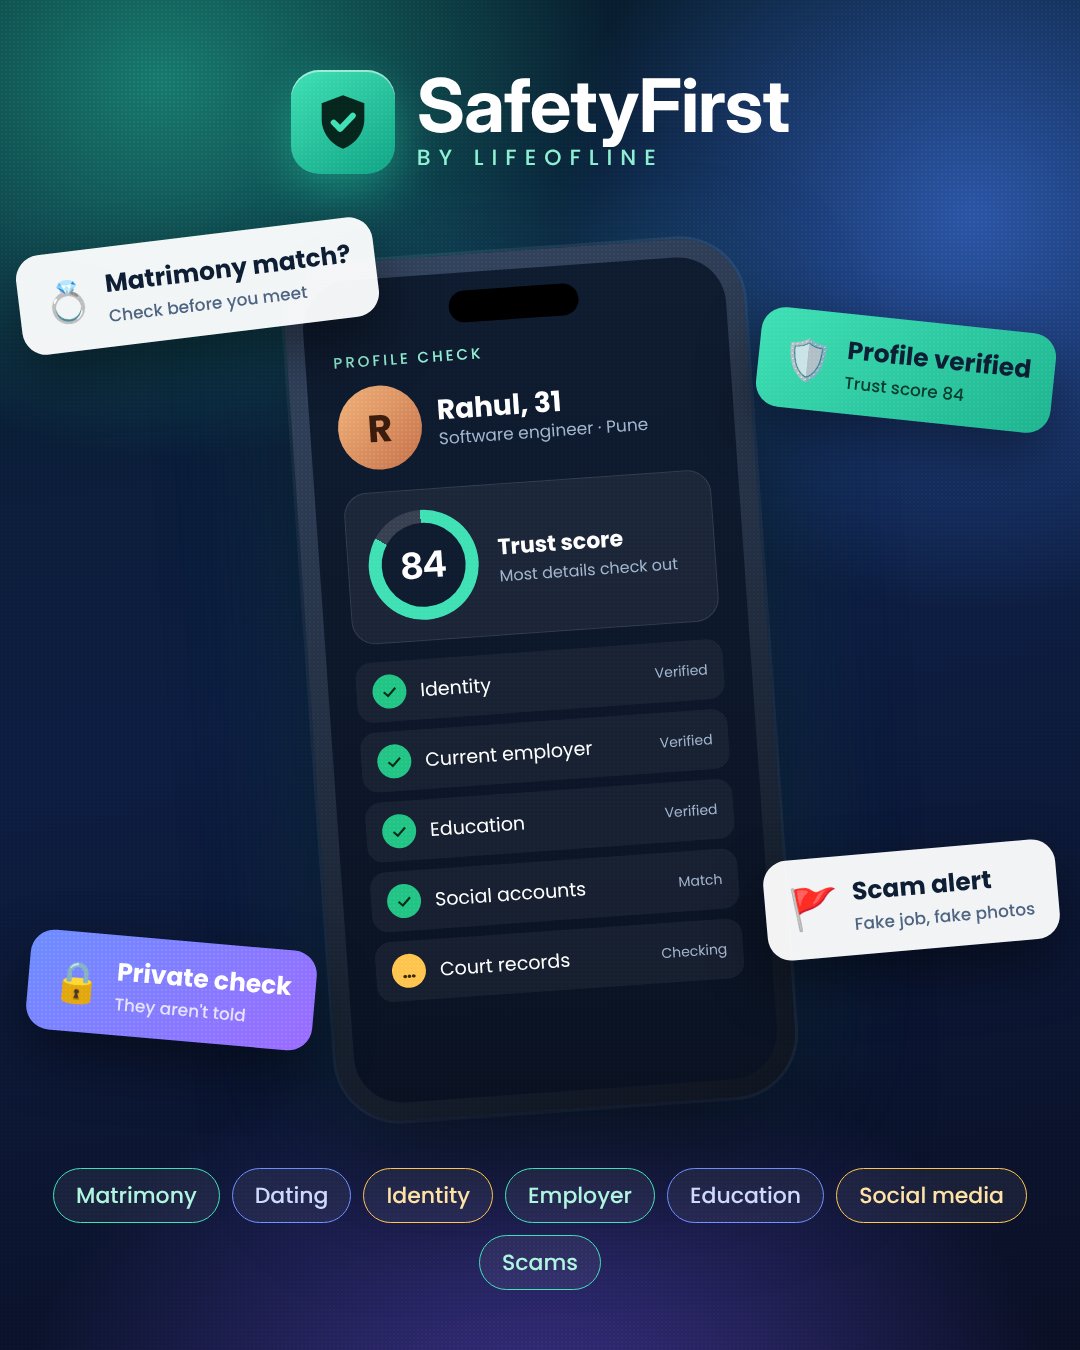 SafetyFirst
BY LIFEOFLINE
Matrimony match?
Check before you meet
Profile verified
Trust score 84
PROFILE CHECK
R
Rahul, 31
Software engineer · Pune
84
Trust score
Most details check out
Identity
Verified
Current employer
Verified
Education
Verified
Social accounts
Match
Court records
Checking
Scam alert
Fake job, fake photos
Private check
They aren't told
Matrimony
Dating
Identity
Employer
Education
Social media
Scams